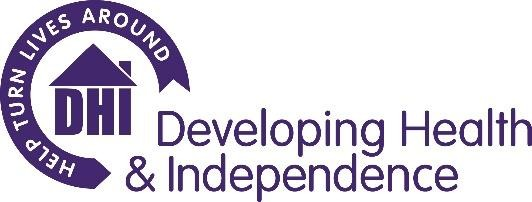 HELP TURN LIVES AROUND
DHI
Developing Health
& Independence